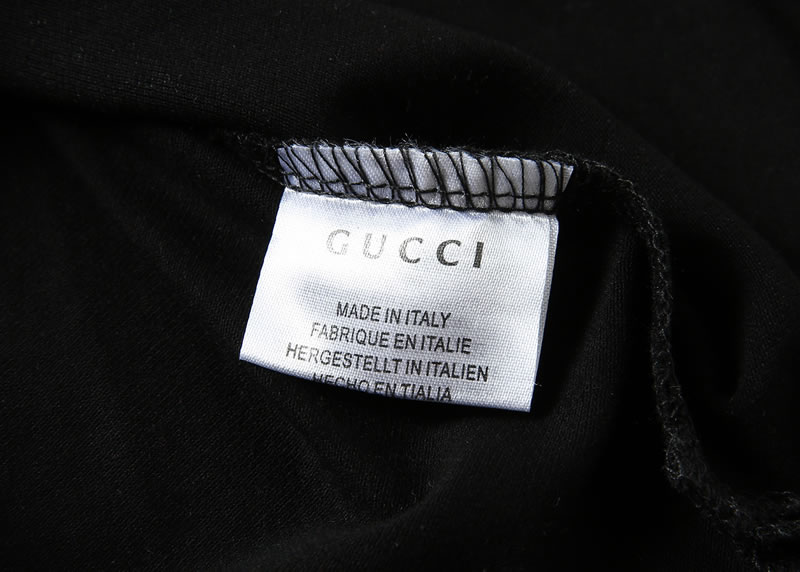 GUCCI
MADE IN ITALY
FABRIQUE EN ITALIE
HERGESTELLT IN ITALIEN
HECHO EN TIALIA